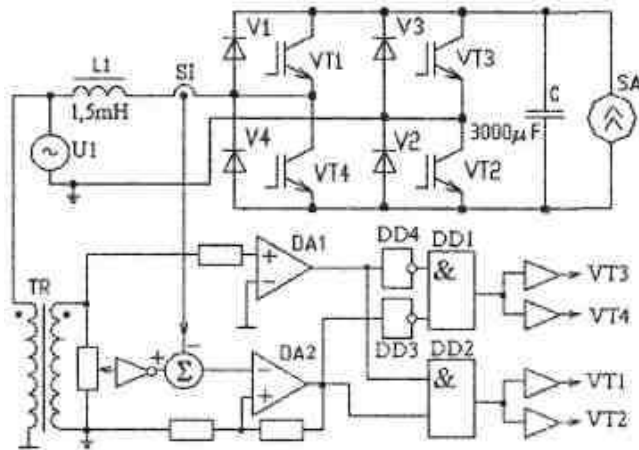 V1
V3
L1
SI
VT1
VT3
C
SA
1,5mH
V4
V2
3000μF
U1
VT4
VT2
DA1
DD4
DD1
TR
+
−
&
VT3
VT4
DD3
DD2
+
−
Σ
DA2
−
+
&
VT1
VT2